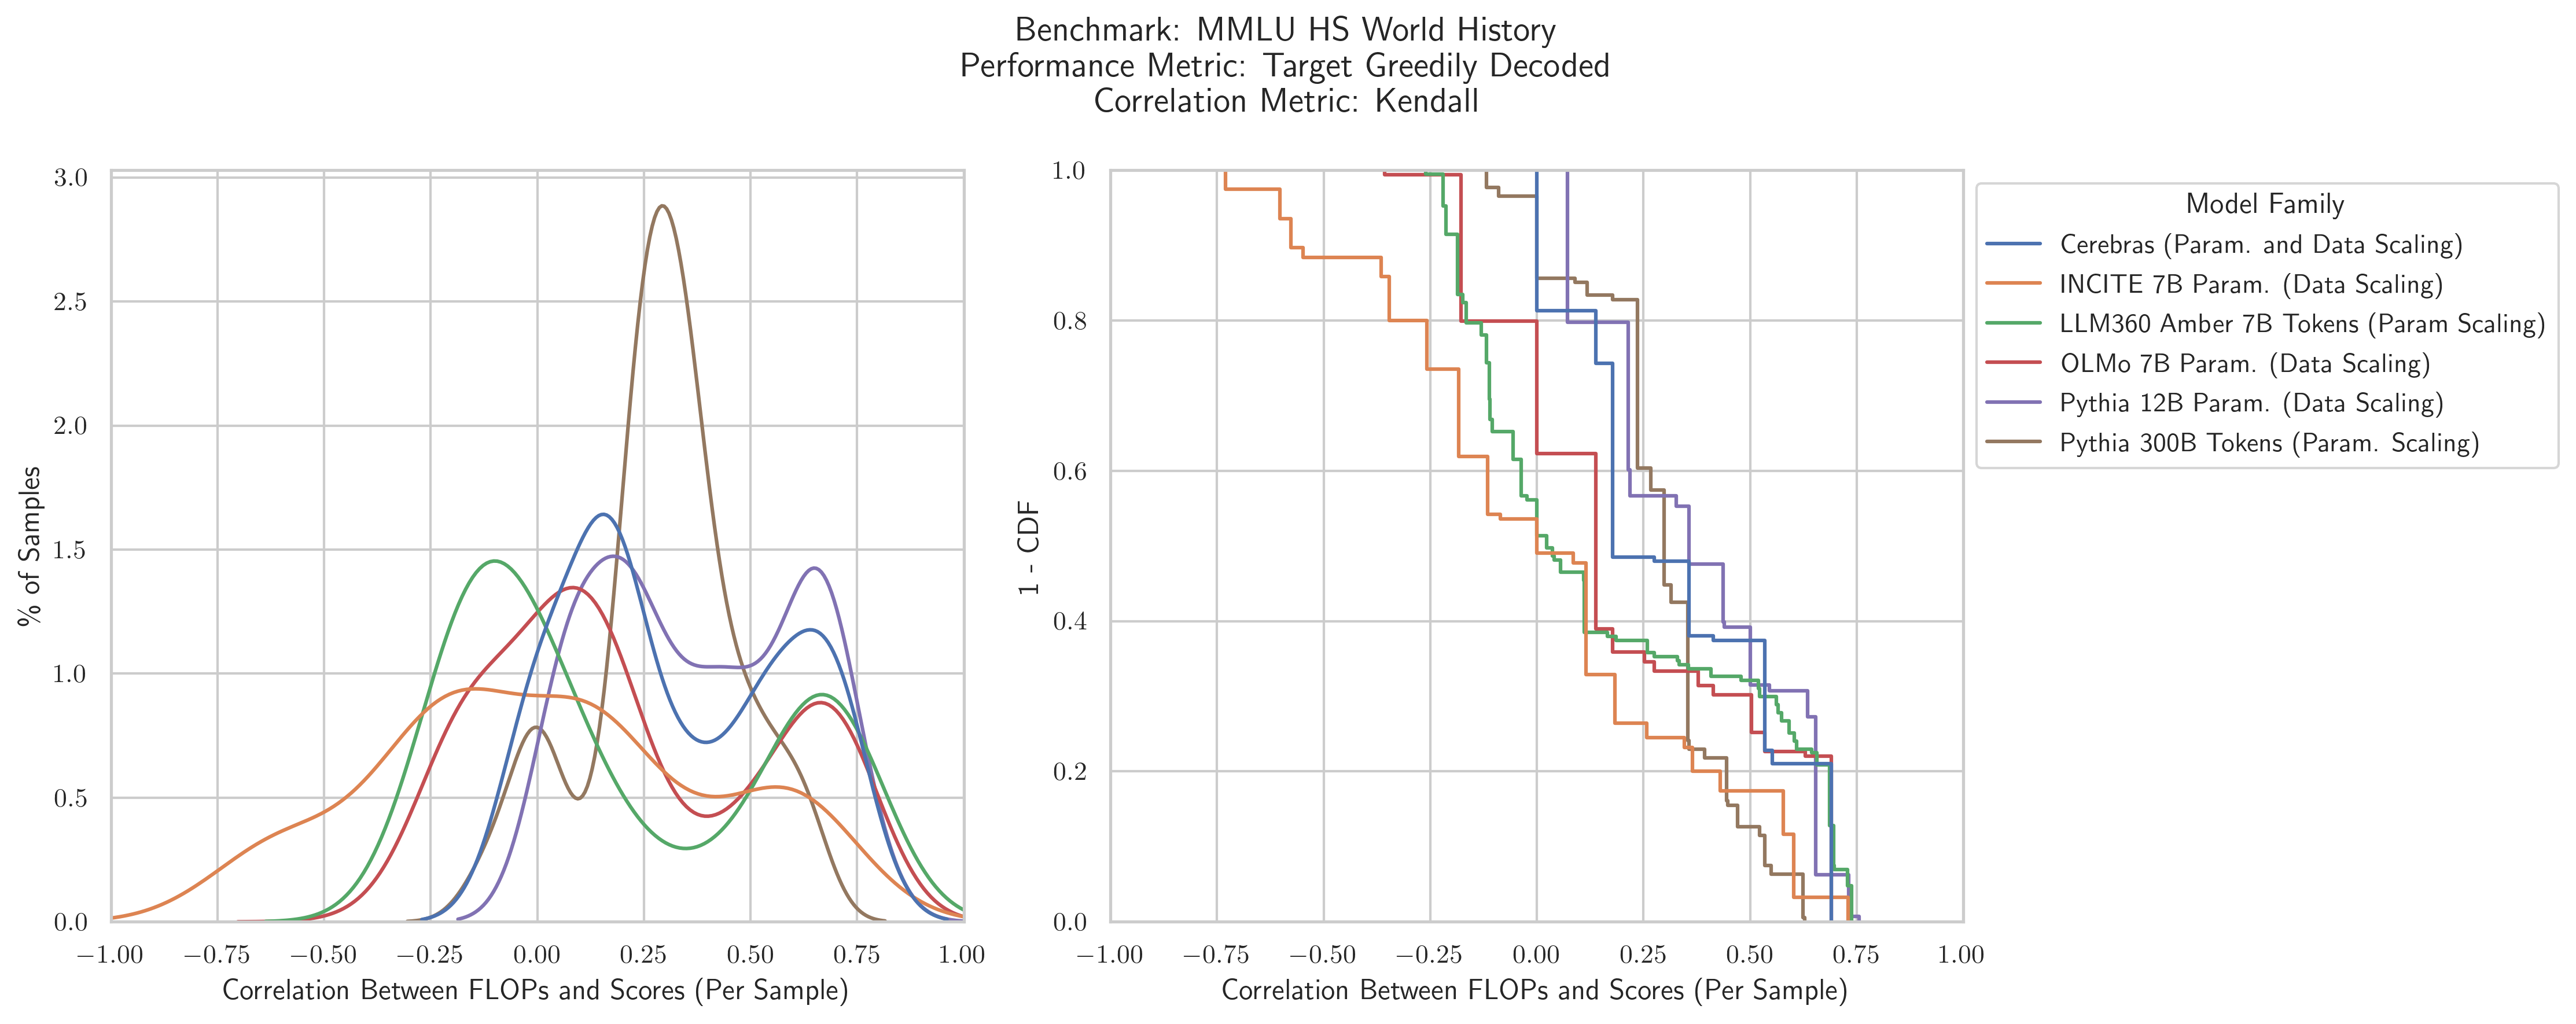 Benchmark: MMLU HS World History
Performance Metric: Target Greedily Decoded
Correlation Metric: Kendall
% of Samples
3.0
2.5
2.0
1.5
1.0
0.5
0.0
−1.00 −0.75 −0.50 −0.25 0.00 0.25 0.50 0.75 1.00
Correlation Between FLOPs and Scores (Per Sample)
1 - CDF
1.0
0.8
0.6
0.4
0.2
0.0
−1.00 −0.75 −0.50 −0.25 0.00 0.25 0.50 0.75 1.00
Correlation Between FLOPs and Scores (Per Sample)
Model Family
Cerebras (Param. and Data Scaling)
INCITE 7B Param. (Data Scaling)
LLM360 Amber 7B Tokens (Param Scaling)
OLMo 7B Param. (Data Scaling)
Pythia 12B Param. (Data Scaling)
Pythia 300B Tokens (Param. Scaling)